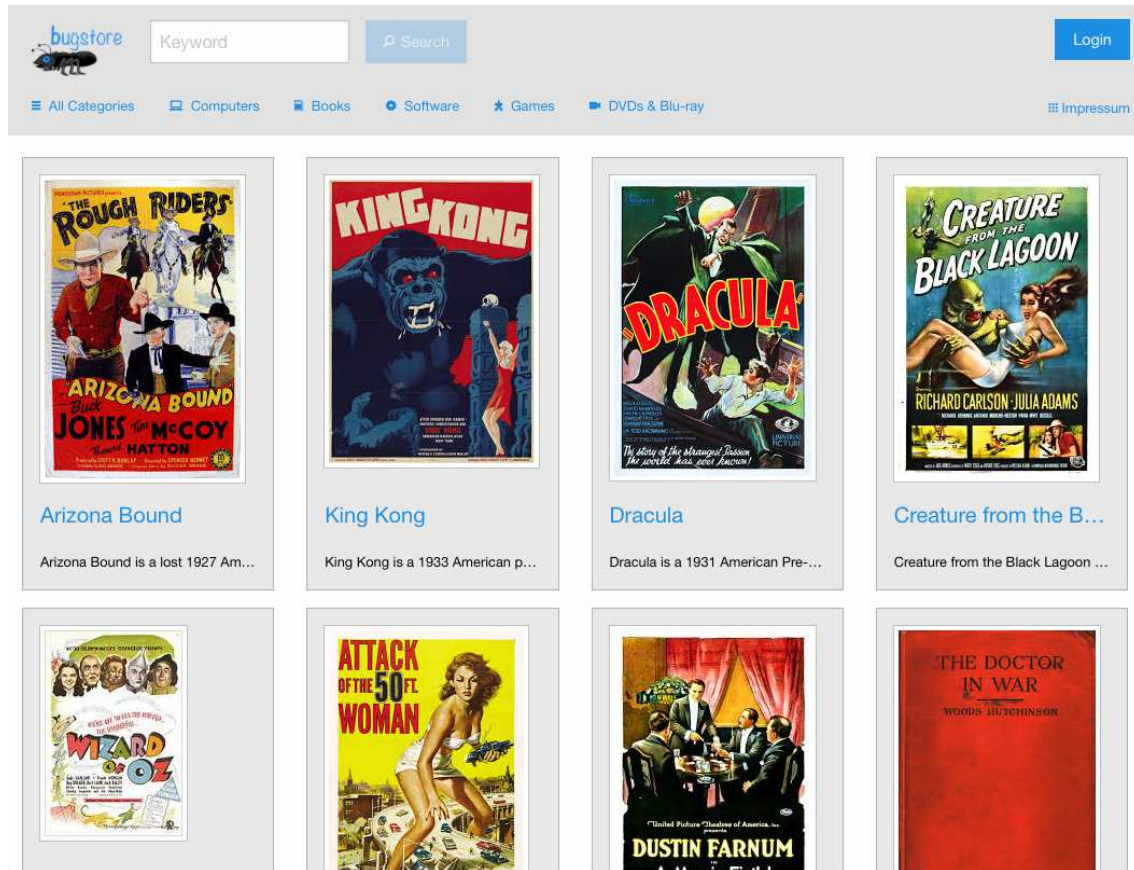 bugstore
Keyword
Search
Login
All Categories
Computers
Books
Software
Games
DVDs & Blu-ray
Impressum
THE
ROUGH RIDERS
"ARIZONA BOUND"
Buck
JONES Tim McCOY
Raymond HATTON
KING KONG
DRACULA
The story of the strangest Passion
the world has ever known!
CREATURE
FROM THE
BLACK LAGOON
RICHARD CARLSON · JULIA ADAMS
Arizona Bound
King Kong
Dracula
Creature from the B...
Arizona Bound is a lost 1927 Am...
King Kong is a 1933 American p...
Dracula is a 1931 American Pre-...
Creature from the Black Lagoon ...
WIZARD
OF OZ
ATTACK
OF THE 50 FT.
WOMAN
United Picture Theatres of America, Inc.
presents
DUSTIN FARNUM
THE DOCTOR
IN WAR
WOODS HUTCHINSON